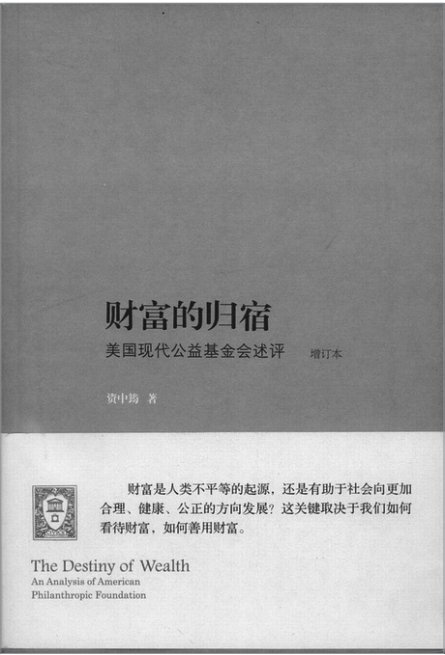 财富的归宿
美国现代公益基金会述评 增订本
资中筠 著
财富是人类不平等的起源，还是有助于社会向更加
合理、健康、公正的方向发展？这关键取决于我们如何
看待财富，如何善用财富。
The Destiny of Wealth
An Analysis of American
Philanthropic Foundation